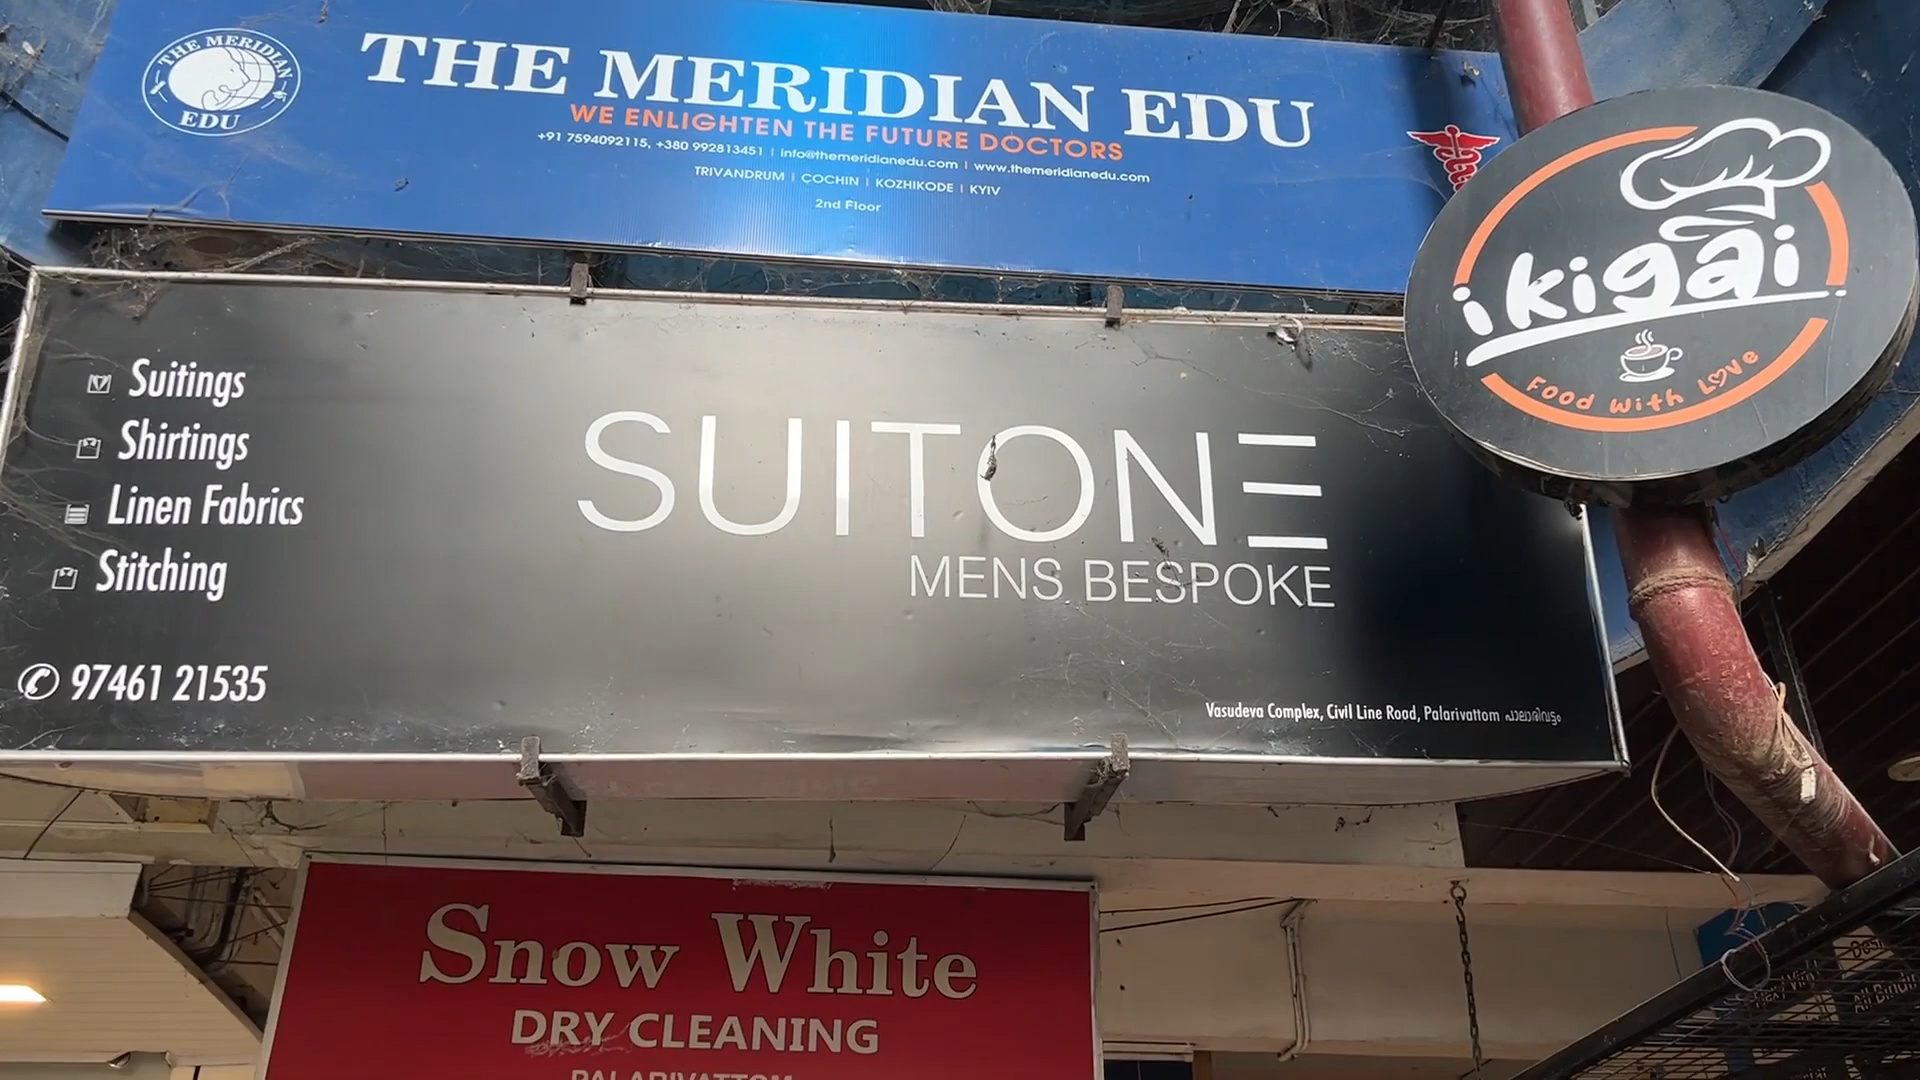 THE MERIDIAN
EDU
THE MERIDIAN EDU
WE ENLIGHTEN THE FUTURE DOCTORS
+91 7594092115, +380 992813451 | info@themeridianedu.com | www.themeridianedu.com
TRIVANDRUM | COCHIN | KOZHIKODE | KYIV
2nd Floor
ikigai
Food With Love
Suitings
Shirtings
Linen Fabrics
Stitching
SUITONE
MENS BESPOKE
97461 21535
Vasudeva Complex, Civil Line Road, Palarivattom പാലാരിവട്ടം
Snow White
DRY CLEANING
PALARIVATTOM